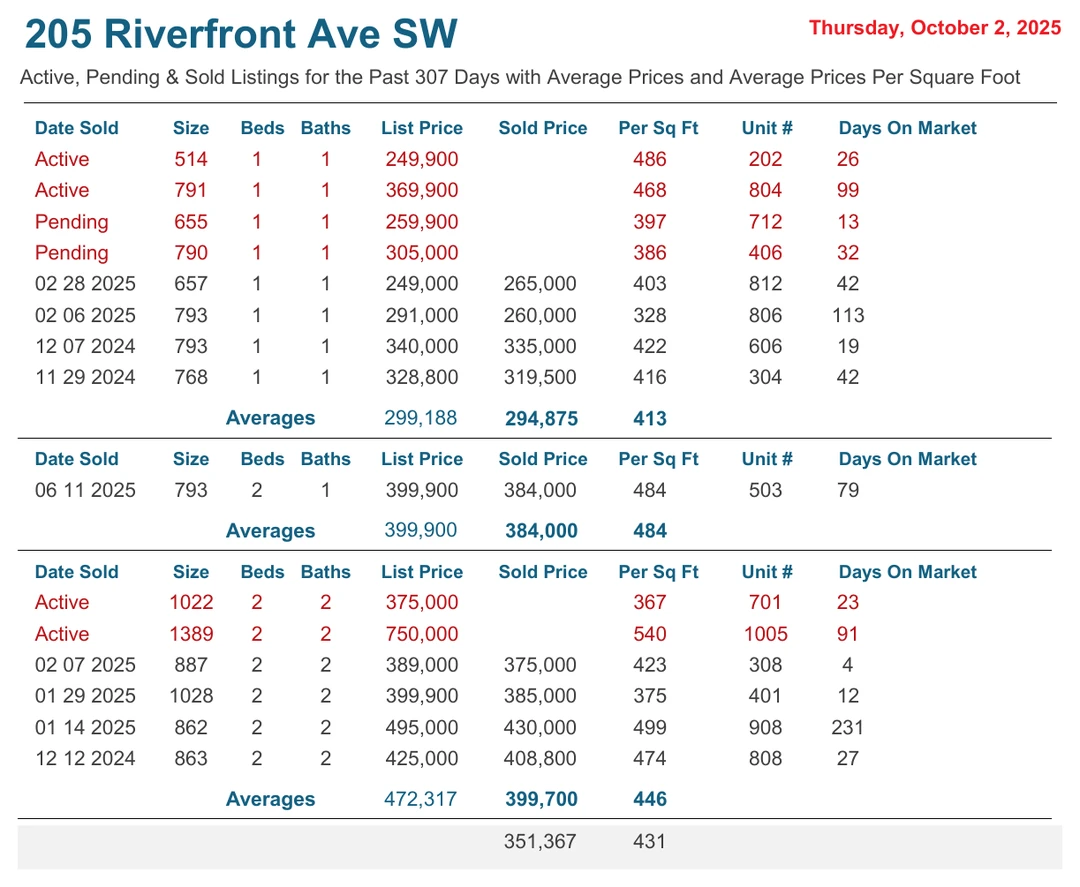 205 Riverfront Ave SW Thursday, October 2, 2025
Active, Pending & Sold Listings for the Past 307 Days with Average Prices and Average Prices Per Square Foot
Date Sold Size Beds Baths List Price Sold Price Per Sq Ft Unit # Days On Market
Active 514 1 1 249,900 486 202 26
Active 791 1 1 369,900 468 804 99
Pending 655 1 1 259,900 397 712 13
Pending 790 1 1 305,000 386 406 32
02 28 2025 657 1 1 249,000 265,000 403 812 42
02 06 2025 793 1 1 291,000 260,000 328 806 113
12 07 2024 793 1 1 340,000 335,000 422 606 19
11 29 2024 768 1 1 328,800 319,500 416 304 42
Averages 299,188 294,875 413
Date Sold Size Beds Baths List Price Sold Price Per Sq Ft Unit # Days On Market
06 11 2025 793 2 1 399,900 384,000 484 503 79
Averages 399,900 384,000 484
Date Sold Size Beds Baths List Price Sold Price Per Sq Ft Unit # Days On Market
Active 1022 2 2 375,000 367 701 23
Active 1389 2 2 750,000 540 1005 91
02 07 2025 887 2 2 389,000 375,000 423 308 4
01 29 2025 1028 2 2 399,900 385,000 375 401 12
01 14 2025 862 2 2 495,000 430,000 499 908 231
12 12 2024 863 2 2 425,000 408,800 474 808 27
Averages 472,317 399,700 446
351,367 431